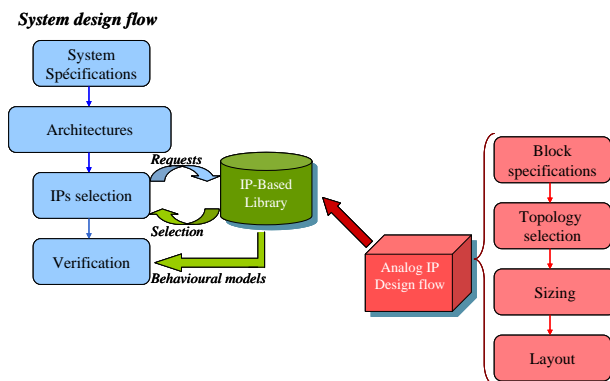 System design flow
System
Spécifications
Architectures
Requests
IPs selection
IP-Based
Library
Selection
Verification
Behavioural models
Analog IP
Design flow
Block
specifications
Topology
selection
Sizing
Layout